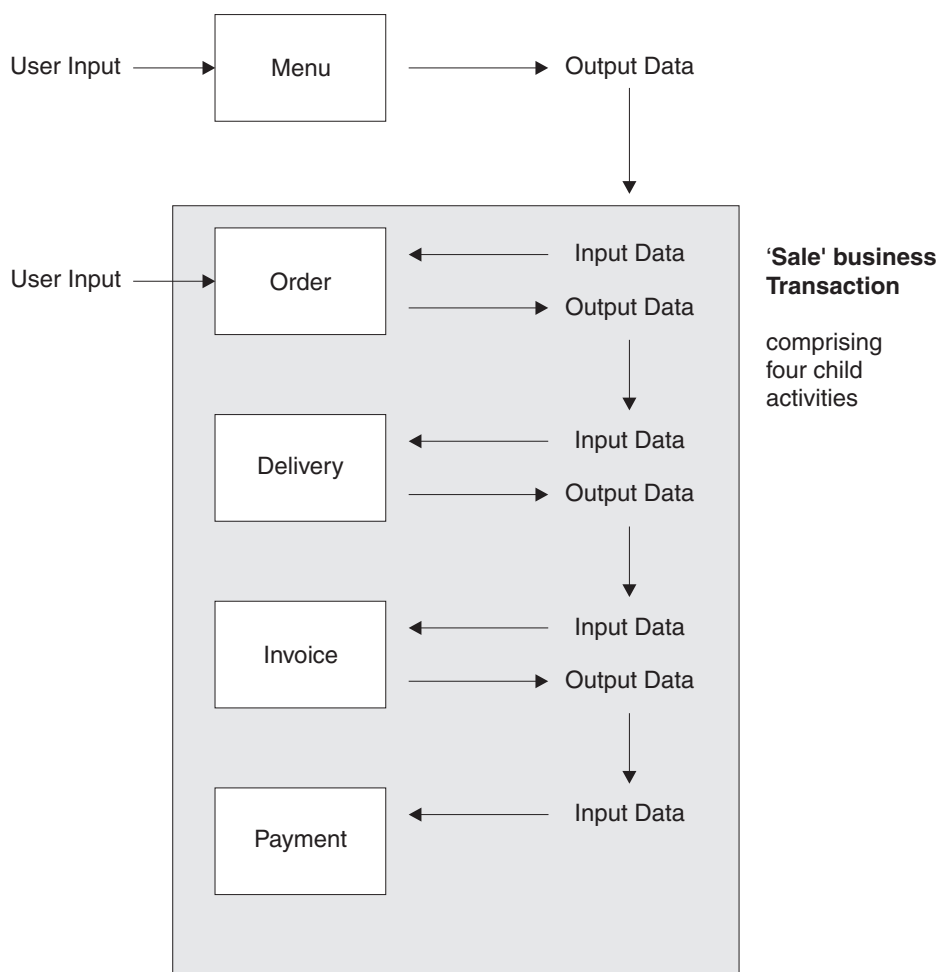 User Input
Menu
Output Data
Input Data
User Input
Order
Output Data
'Sale' business
Transaction
comprising
four child
activities
Input Data
Delivery
Output Data
Input Data
Invoice
Output Data
Input Data
Payment